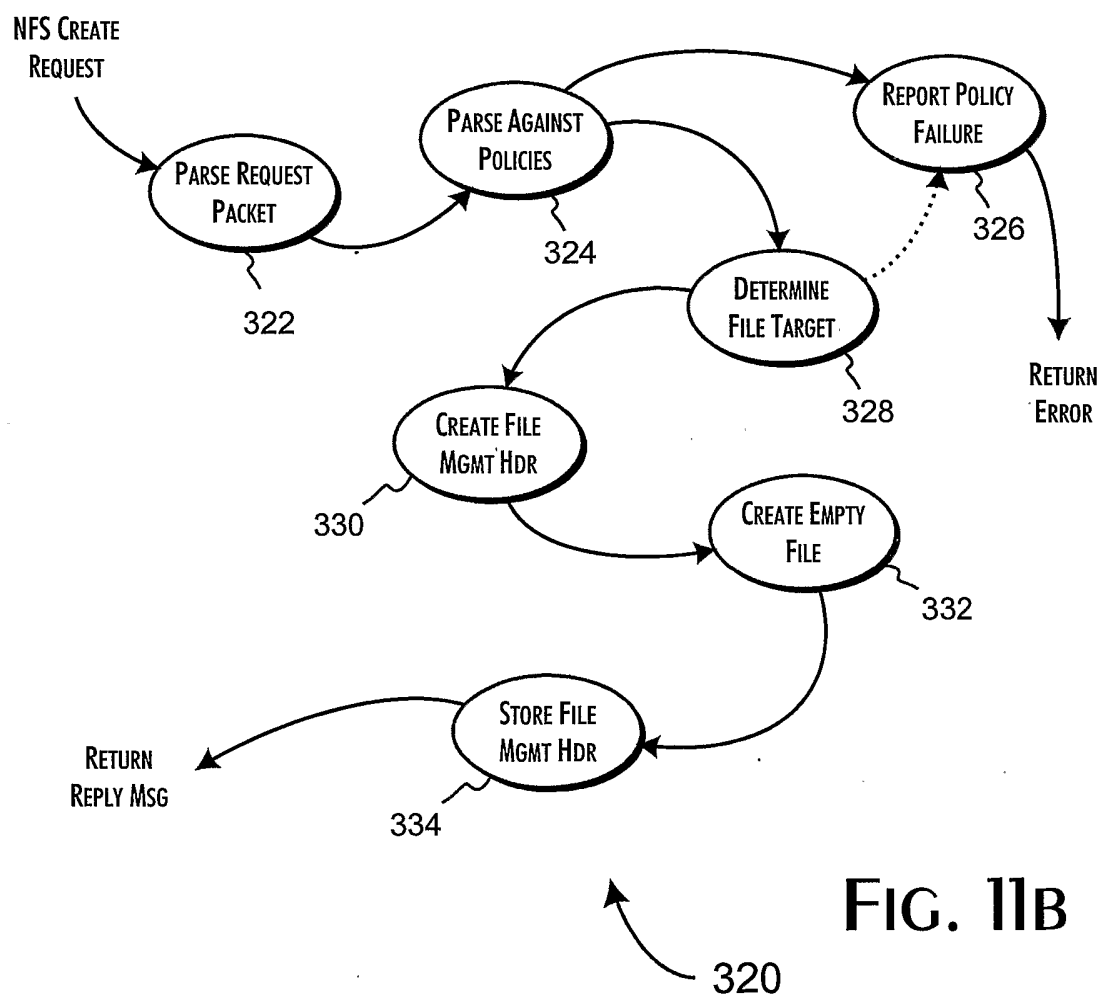 NFS CREATE
REQUEST
PARSE REQUEST
PACKET
322
PARSE AGAINST
POLICIES
324
REPORT POLICY
FAILURE
326
DETERMINE
FILE TARGET
328
RETURN
ERROR
CREATE FILE
MGMT HDR
330
CREATE EMPTY
FILE
332
STORE FILE
MGMT HDR
334
RETURN
REPLY MSG
FIG. 11B
320